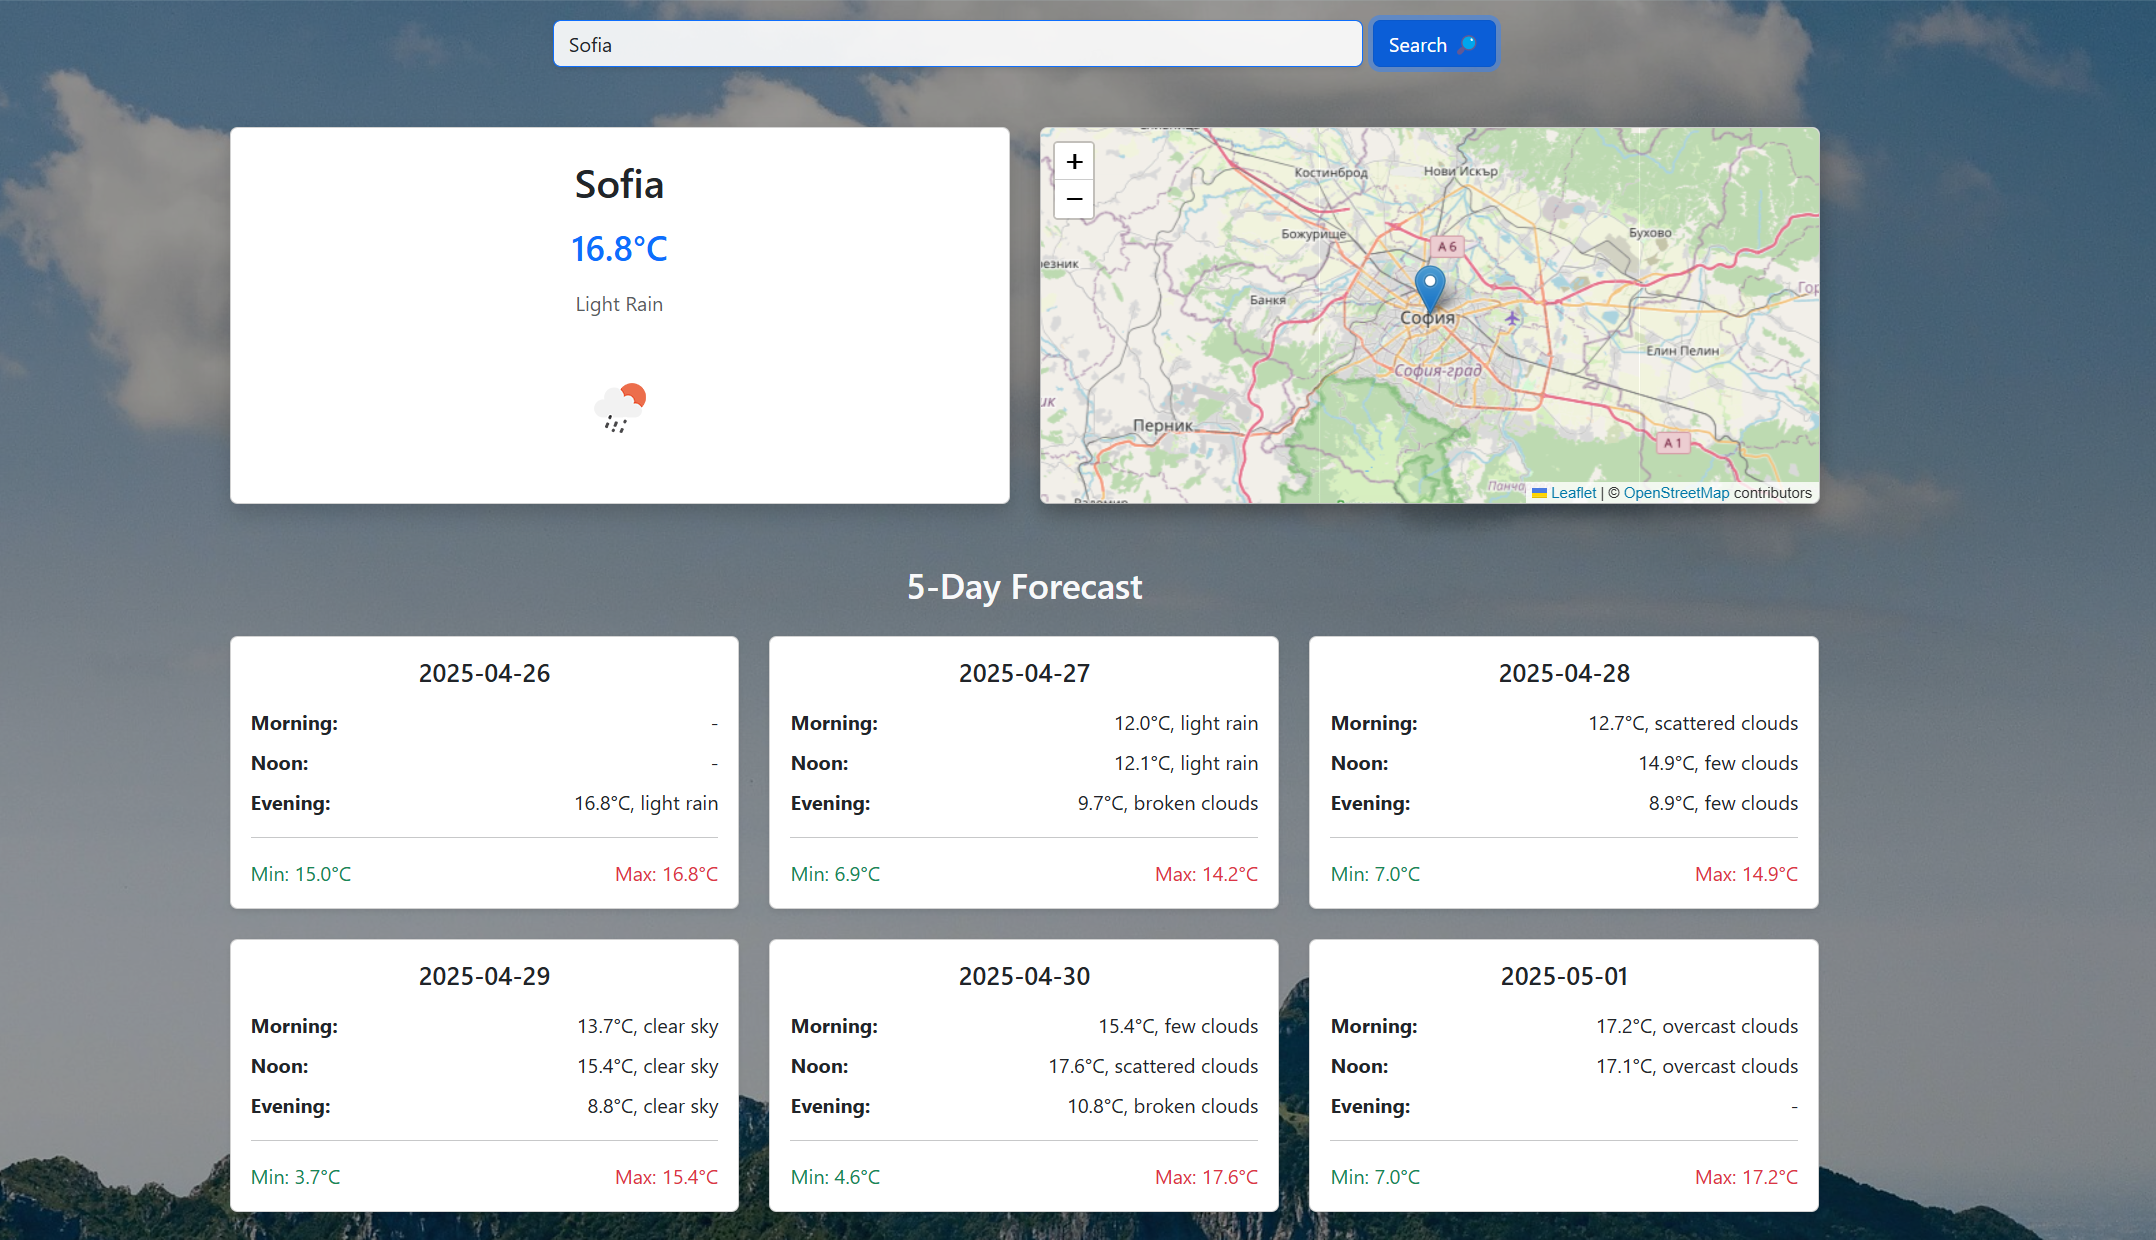 Sofia
Search
Sofia
16.8°C
Light Rain
+
−
Костинброд
Нови Искър
Божурище
А 6
Бухово
Банкя
София
Елин Пелин
София-град
Перник
А 1
Leaflet | © OpenStreetMap contributors
5-Day Forecast
2025-04-26
Morning: -
Noon: -
Evening: 16.8°C, light rain
Min: 15.0°C Max: 16.8°C
2025-04-27
Morning: 12.0°C, light rain
Noon: 12.1°C, light rain
Evening: 9.7°C, broken clouds
Min: 6.9°C Max: 14.2°C
2025-04-28
Morning: 12.7°C, scattered clouds
Noon: 14.9°C, few clouds
Evening: 8.9°C, few clouds
Min: 7.0°C Max: 14.9°C
2025-04-29
Morning: 13.7°C, clear sky
Noon: 15.4°C, clear sky
Evening: 8.8°C, clear sky
Min: 3.7°C Max: 15.4°C
2025-04-30
Morning: 15.4°C, few clouds
Noon: 17.6°C, scattered clouds
Evening: 10.8°C, broken clouds
Min: 4.6°C Max: 17.6°C
2025-05-01
Morning: 17.2°C, overcast clouds
Noon: 17.1°C, overcast clouds
Evening: -
Min: 7.0°C Max: 17.2°C